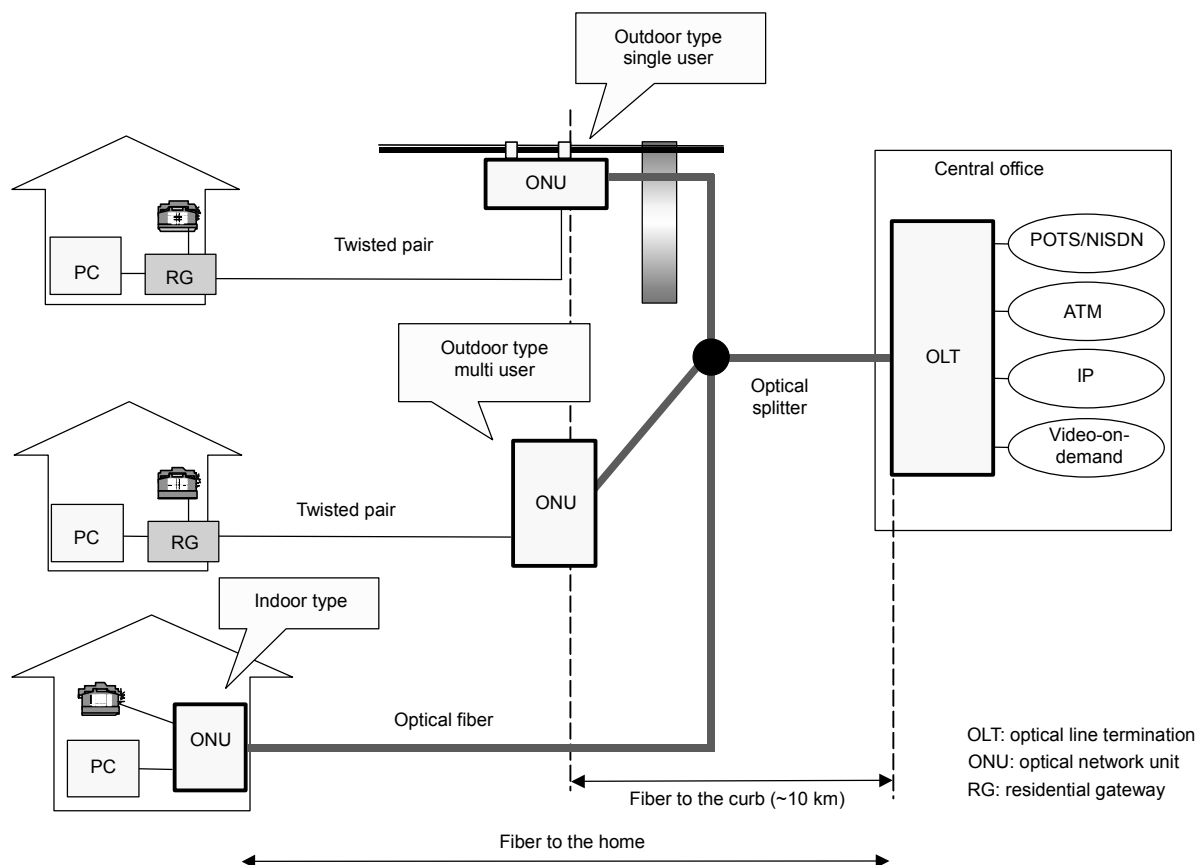 Outdoor type
single user
ONU
Central office
POTS/NISDN
Twisted pair
PC
RG
ATM
Outdoor type
multi user
OLT
Optical
splitter
IP
Video-on-
demand
ONU
Twisted pair
PC
RG
Indoor type
Optical fiber
ONU
PC
OLT: optical line termination
ONU: optical network unit
RG: residential gateway
Fiber to the curb (~10 km)
Fiber to the home